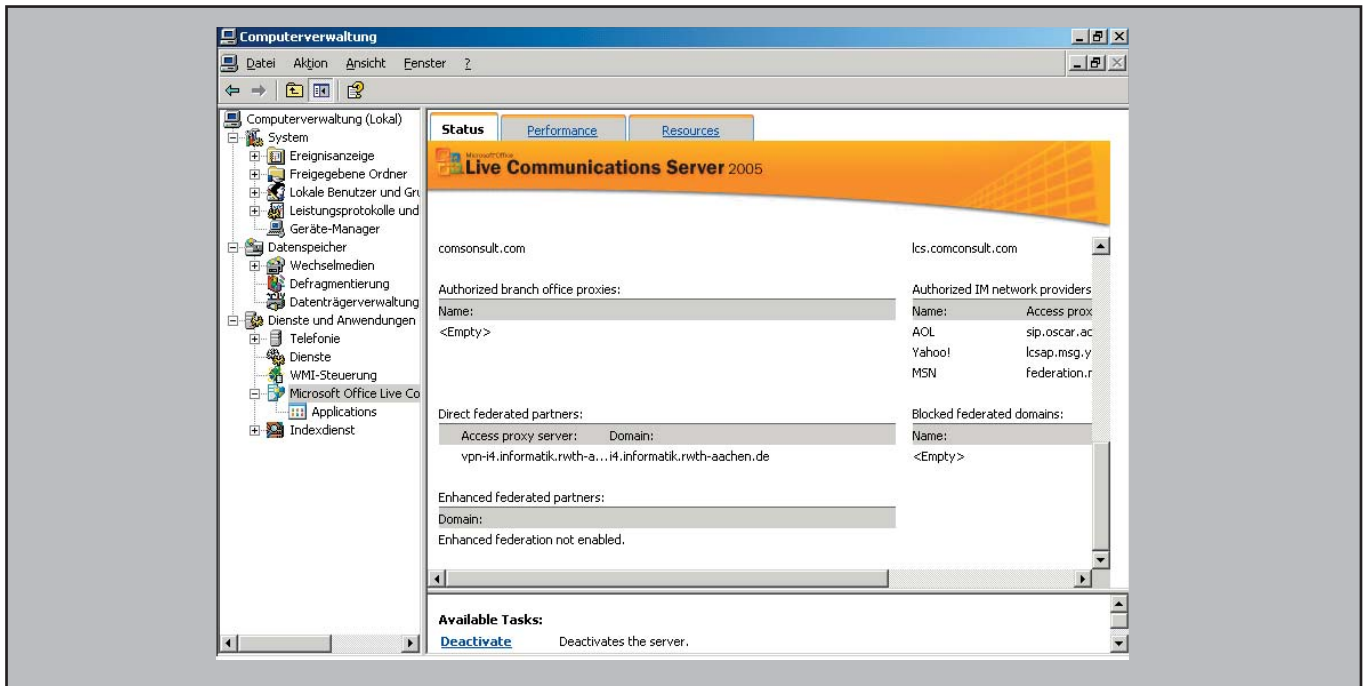 Computerverwaltung
Datei Aktion Ansicht Fenster ?
Computerverwaltung (Lokal)
System
Ereignisanzeige
Freigegebene Ordner
Lokale Benutzer und Gru
Leistungsprotokolle und
Geräte-Manager
Datenspeicher
Wechselmedien
Defragmentierung
Datenträgerverwaltung
Dienste und Anwendungen
Telefonie
Dienste
WMI-Steuerung
Microsoft Office Live Co
Applications
Indexdienst
Status Performance Resources
Microsoft Office
Live Communications Server 2005
comsonsult.com
lcs.comconsult.com
Authorized branch office proxies:
Name:
<Empty>
Authorized IM network providers
Name: Access prox
AOL sip.oscar.ao
Yahoo! lcsap.msg.y
MSN federation.r
Direct federated partners:
Access proxy server: Domain:
vpn-i4.informatik.rwth-a... i4.informatik.rwth-aachen.de
Blocked federated domains:
Name:
<Empty>
Enhanced federated partners:
Domain:
Enhanced federation not enabled.
Available Tasks:
Deactivate Deactivates the server.